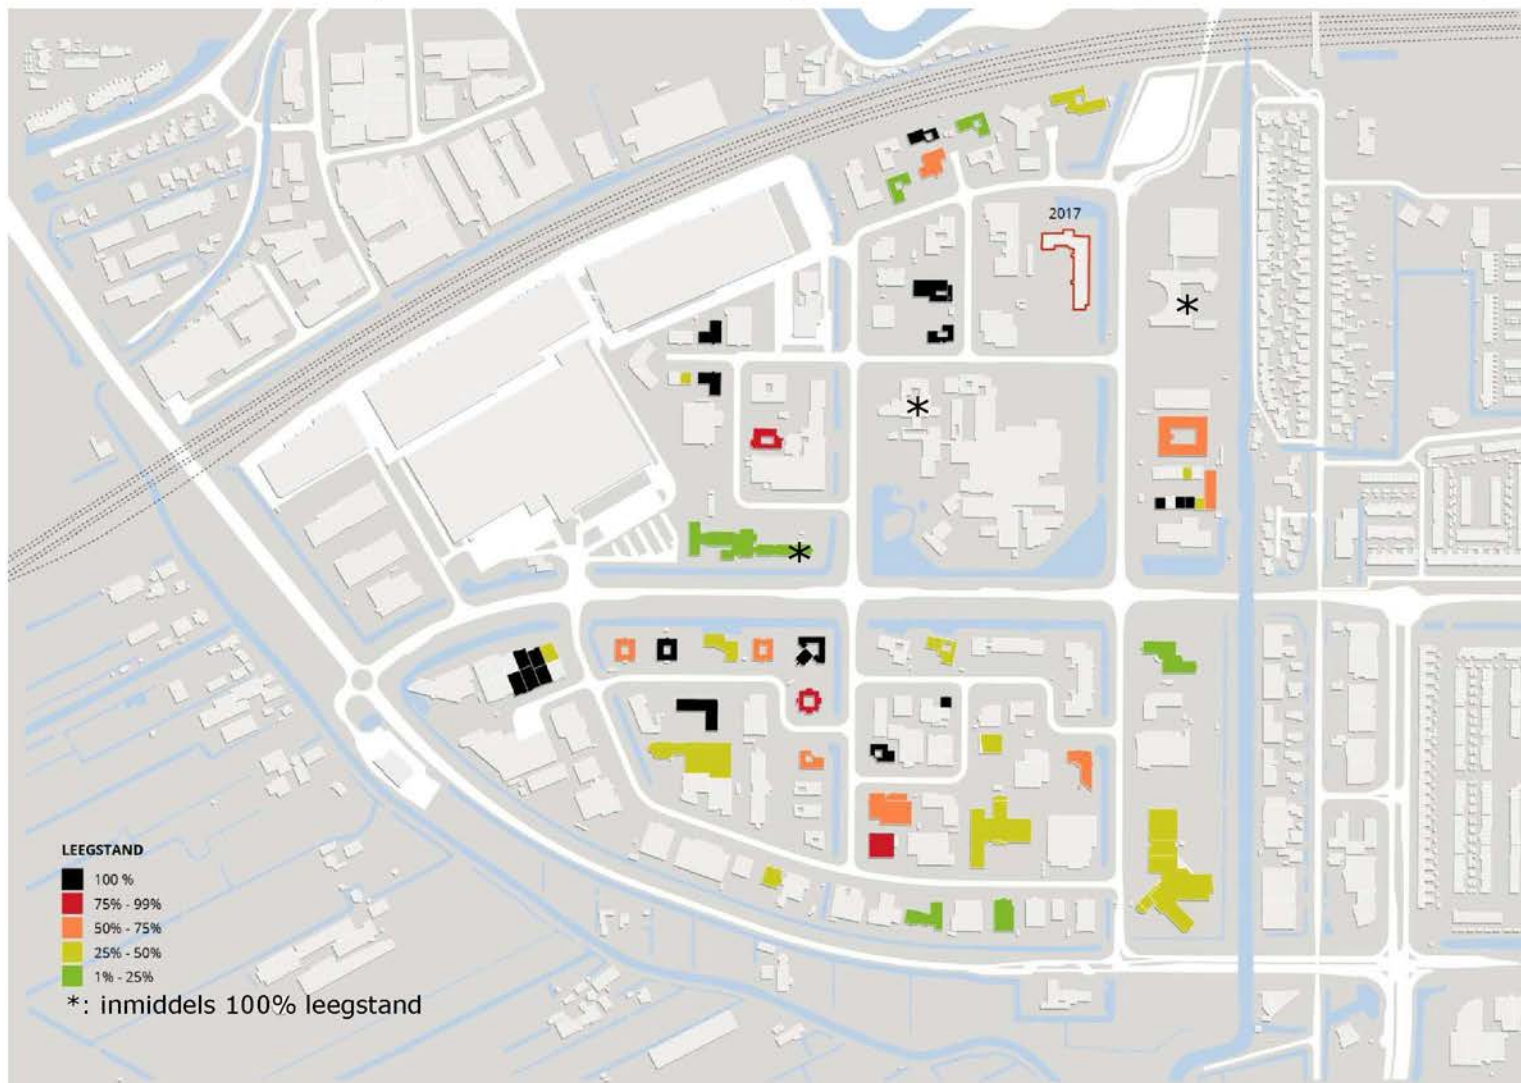 2017
*
*
*
LEEGSTAND
100 %
75% - 99%
50% - 75%
25% - 50%
1% - 25%
*: inmiddels 100% leegstand